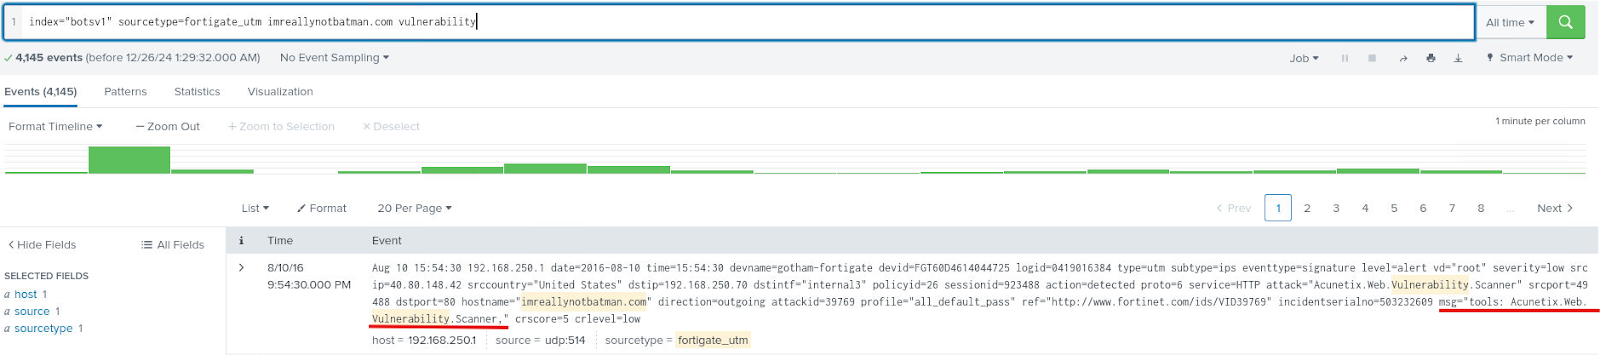 1 index="botsv1" sourcetype=fortigate_utm imreallynotbatman.com vulnerability All time
4,145 events (before 12/26/24 1:29:32.000 AM) No Event Sampling Job Smart Mode
Events (4,145) Patterns Statistics Visualization
Format Timeline — Zoom Out + Zoom to Selection × Deselect 1 minute per column
List Format 20 Per Page < Prev 1 2 3 4 5 6 7 8 ... Next >
< Hide Fields All Fields i Time Event
SELECTED FIELDS
a host 1
a source 1
a sourcetype 1
> 8/10/16
9:54:30.000 PM
Aug 10 15:54:30 192.168.250.1 date=2016-08-10 time=15:54:30 devname=gotham-fortigate devid=FGT60D4614044725 logid=0419016384 type=utm subtype=ips eventtype=signature level=alert vd="root" severity=low src
ip=40.80.148.42 srccountry="United States" dstip=192.168.250.70 dstintf="internal3" policyid=26 sessionid=923488 action=detected proto=6 service=HTTP attack="Acunetix.Web.Vulnerability.Scanner" srcport=49
488 dstport=80 hostname="imreallynotbatman.com" direction=outgoing attackid=39769 profile="all_default_pass" ref="http://www.fortinet.com/ids/VID39769" incidentserialno=503232609 msg="tools: Acunetix.Web.
Vulnerability.Scanner," crscore=5 crlevel=low
host = 192.168.250.1 source = udp:514 sourcetype = fortigate_utm